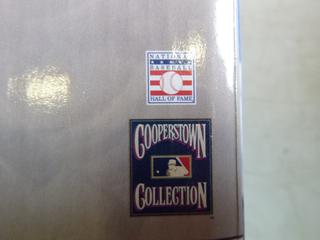 NATIONAL
BASEBALL
HALL OF FAME
COOPERSTOWN
COLLECTION